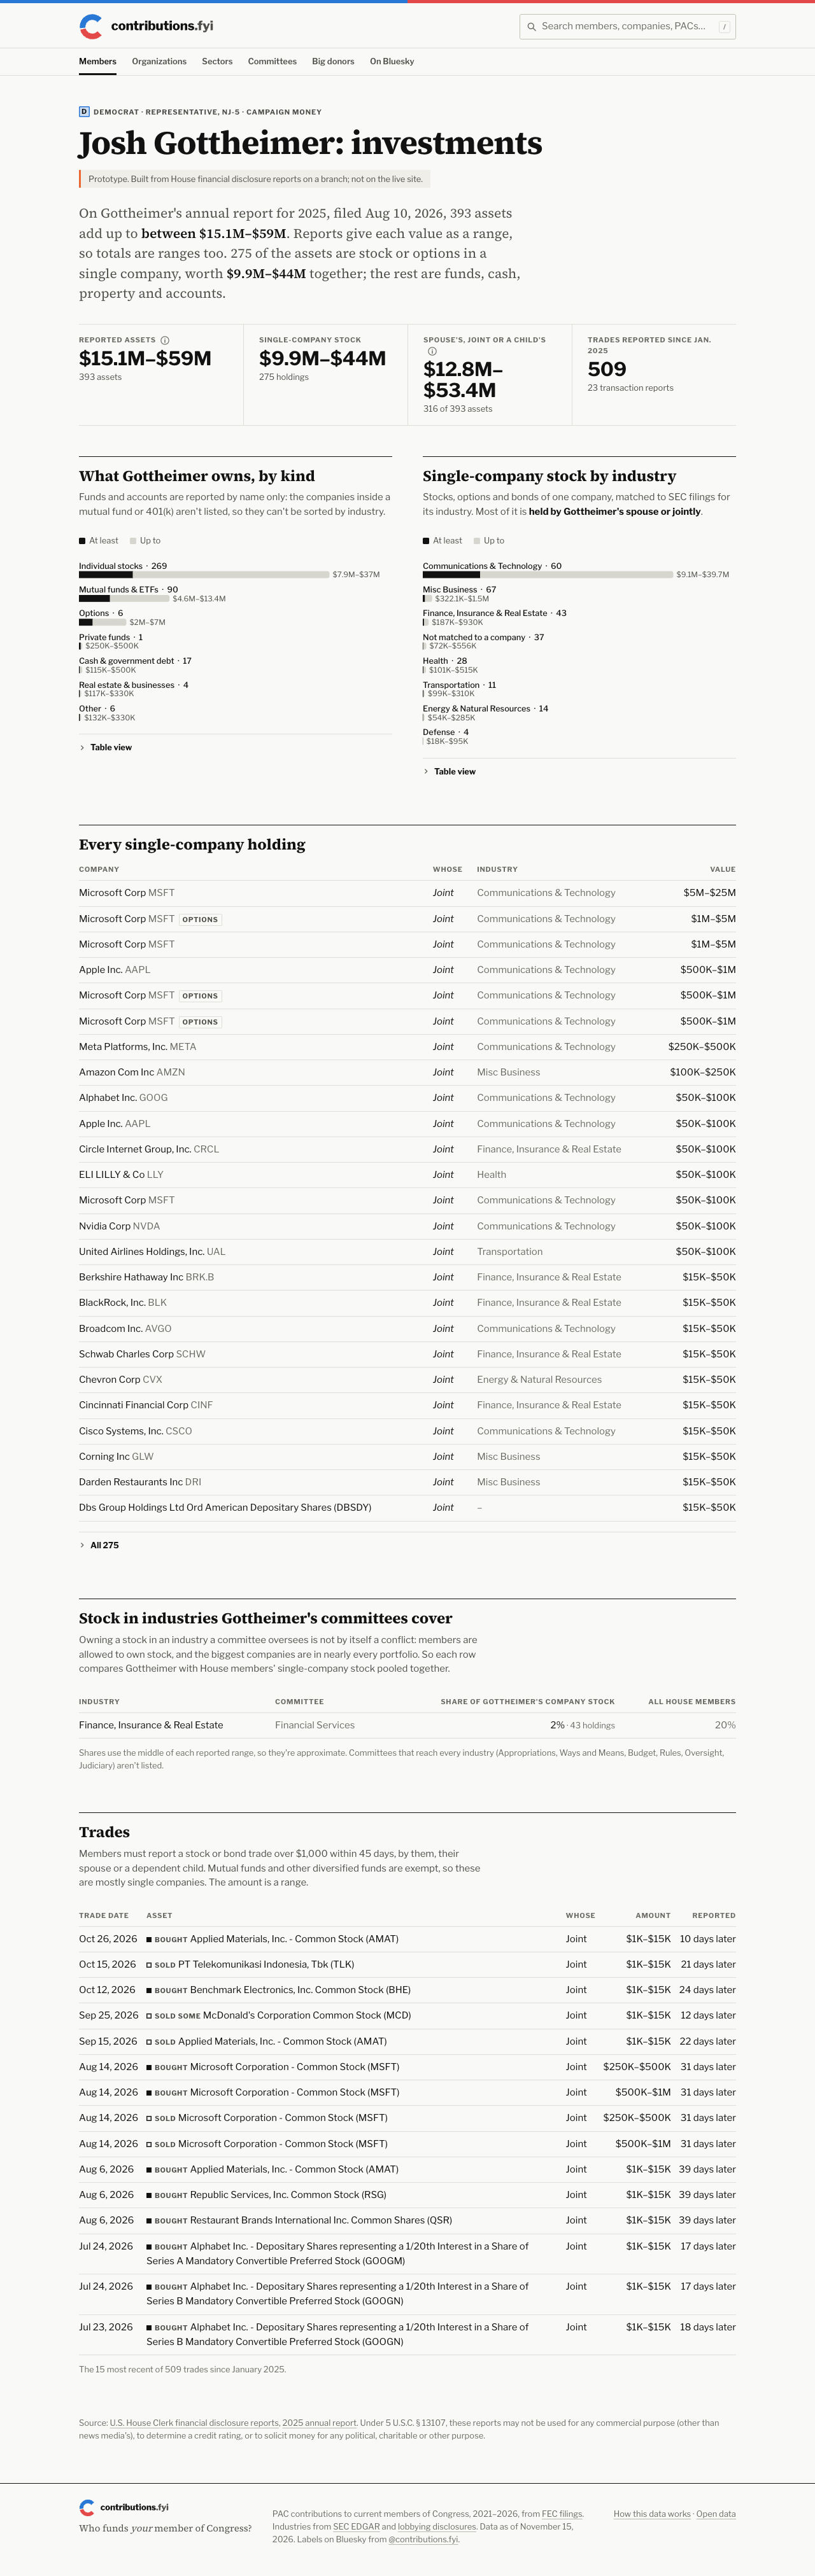 contributions.fyi
Search members, companies, PACs... /
Members Organizations Sectors Committees Big donors On Bluesky
D DEMOCRAT · REPRESENTATIVE, NJ-5 · CAMPAIGN MONEY
Josh Gottheimer: investments
Prototype. Built from House financial disclosure reports on a branch; not on the live site.
On Gottheimer's annual report for 2025, filed Aug 10, 2026, 393 assets
add up to between $15.1M–$59M. Reports give each value as a range,
so totals are ranges too. 275 of the assets are stock or options in a
single company, worth $9.9M–$44M together; the rest are funds, cash,
property and accounts.
REPORTED ASSETS
$15.1M–$59M
393 assets
SINGLE-COMPANY STOCK
$9.9M–$44M
275 holdings
SPOUSE'S, JOINT OR A CHILD'S
$12.8M–
$53.4M
316 of 393 assets
TRADES REPORTED SINCE JAN.
2025
509
23 transaction reports
What Gottheimer owns, by kind
Funds and accounts are reported by name only: the companies inside a
mutual fund or 401(k) aren't listed, so they can't be sorted by industry.
At least Up to
Individual stocks · 269
$7.9M–$37M
Mutual funds & ETFs · 90
$4.6M–$13.4M
Options · 6
$2M–$7M
Private funds · 1
$250K–$500K
Cash & government debt · 17
$115K–$500K
Real estate & businesses · 4
$117K–$330K
Other · 6
$132K–$330K
Table view
Single-company stock by industry
Stocks, options and bonds of one company, matched to SEC filings for
its industry. Most of it is held by Gottheimer's spouse or jointly.
At least Up to
Communications & Technology · 60
$9.1M–$39.7M
Misc Business · 67
$322.1K–$1.5M
Finance, Insurance & Real Estate · 43
$187K–$930K
Not matched to a company · 37
$72K–$556K
Health · 28
$101K–$515K
Transportation · 11
$99K–$310K
Energy & Natural Resources · 14
$54K–$285K
Defense · 4
$18K–$95K
Table view
Every single-company holding
COMPANY WHOSE INDUSTRY VALUE
Microsoft Corp MSFT Joint Communications & Technology $5M–$25M
Microsoft Corp MSFT OPTIONS Joint Communications & Technology $1M–$5M
Microsoft Corp MSFT Joint Communications & Technology $1M–$5M
Apple Inc. AAPL Joint Communications & Technology $500K–$1M
Microsoft Corp MSFT OPTIONS Joint Communications & Technology $500K–$1M
Microsoft Corp MSFT OPTIONS Joint Communications & Technology $500K–$1M
Meta Platforms, Inc. META Joint Communications & Technology $250K–$500K
Amazon Com Inc AMZN Joint Misc Business $100K–$250K
Alphabet Inc. GOOG Joint Communications & Technology $50K–$100K
Apple Inc. AAPL Joint Communications & Technology $50K–$100K
Circle Internet Group, Inc. CRCL Joint Finance, Insurance & Real Estate $50K–$100K
ELI LILLY & Co LLY Joint Health $50K–$100K
Microsoft Corp MSFT Joint Communications & Technology $50K–$100K
Nvidia Corp NVDA Joint Communications & Technology $50K–$100K
United Airlines Holdings, Inc. UAL Joint Transportation $50K–$100K
Berkshire Hathaway Inc BRK.B Joint Finance, Insurance & Real Estate $15K–$50K
BlackRock, Inc. BLK Joint Finance, Insurance & Real Estate $15K–$50K
Broadcom Inc. AVGO Joint Communications & Technology $15K–$50K
Schwab Charles Corp SCHW Joint Finance, Insurance & Real Estate $15K–$50K
Chevron Corp CVX Joint Energy & Natural Resources $15K–$50K
Cincinnati Financial Corp CINF Joint Finance, Insurance & Real Estate $15K–$50K
Cisco Systems, Inc. CSCO Joint Communications & Technology $15K–$50K
Corning Inc GLW Joint Misc Business $15K–$50K
Darden Restaurants Inc DRI Joint Misc Business $15K–$50K
Dbs Group Holdings Ltd Ord American Depositary Shares (DBSDY) Joint – $15K–$50K
All 275
Stock in industries Gottheimer's committees cover
Owning a stock in an industry a committee oversees is not by itself a conflict: members are
allowed to own stock, and the biggest companies are in nearly every portfolio. So each row
compares Gottheimer with House members' single-company stock pooled together.
INDUSTRY COMMITTEE SHARE OF GOTTHEIMER'S COMPANY STOCK ALL HOUSE MEMBERS
Finance, Insurance & Real Estate Financial Services 2% · 43 holdings 20%
Shares use the middle of each reported range, so they're approximate. Committees that reach every industry (Appropriations, Ways and Means, Budget, Rules, Oversight,
Judiciary) aren't listed.
Trades
Members must report a stock or bond trade over $1,000 within 45 days, by them, their
spouse or a dependent child. Mutual funds and other diversified funds are exempt, so these
are mostly single companies. The amount is a range.
TRADE DATE ASSET WHOSE AMOUNT REPORTED
Oct 26, 2026 BOUGHT Applied Materials, Inc. - Common Stock (AMAT) Joint $1K–$15K 10 days later
Oct 15, 2026 SOLD PT Telekomunikasi Indonesia, Tbk (TLK) Joint $1K–$15K 21 days later
Oct 12, 2026 BOUGHT Benchmark Electronics, Inc. Common Stock (BHE) Joint $1K–$15K 24 days later
Sep 25, 2026 SOLD SOME McDonald's Corporation Common Stock (MCD) Joint $1K–$15K 12 days later
Sep 15, 2026 SOLD Applied Materials, Inc. - Common Stock (AMAT) Joint $1K–$15K 22 days later
Aug 14, 2026 BOUGHT Microsoft Corporation - Common Stock (MSFT) Joint $250K–$500K 31 days later
Aug 14, 2026 BOUGHT Microsoft Corporation - Common Stock (MSFT) Joint $500K–$1M 31 days later
Aug 14, 2026 SOLD Microsoft Corporation - Common Stock (MSFT) Joint $250K–$500K 31 days later
Aug 14, 2026 SOLD Microsoft Corporation - Common Stock (MSFT) Joint $500K–$1M 31 days later
Aug 6, 2026 BOUGHT Applied Materials, Inc. - Common Stock (AMAT) Joint $1K–$15K 39 days later
Aug 6, 2026 BOUGHT Republic Services, Inc. Common Stock (RSG) Joint $1K–$15K 39 days later
Aug 6, 2026 BOUGHT Restaurant Brands International Inc. Common Shares (QSR) Joint $1K–$15K 39 days later
Jul 24, 2026 BOUGHT Alphabet Inc. - Depositary Shares representing a 1/20th Interest in a Share of Joint $1K–$15K 17 days later
Series A Mandatory Convertible Preferred Stock (GOOGM)
Jul 24, 2026 BOUGHT Alphabet Inc. - Depositary Shares representing a 1/20th Interest in a Share of Joint $1K–$15K 17 days later
Series B Mandatory Convertible Preferred Stock (GOOGN)
Jul 23, 2026 BOUGHT Alphabet Inc. - Depositary Shares representing a 1/20th Interest in a Share of Joint $1K–$15K 18 days later
Series B Mandatory Convertible Preferred Stock (GOOGN)
The 15 most recent of 509 trades since January 2025.
Source: U.S. House Clerk financial disclosure reports, 2025 annual report. Under 5 U.S.C. § 13107, these reports may not be used for any commercial purpose (other than
news media's), to determine a credit rating, or to solicit money for any political, charitable or other purpose.
contributions.fyi
Who funds your member of Congress?
PAC contributions to current members of Congress, 2021–2026, from FEC filings.
Industries from SEC EDGAR and lobbying disclosures. Data as of November 15,
2026. Labels on Bluesky from @contributions.fyi.
How this data works · Open data